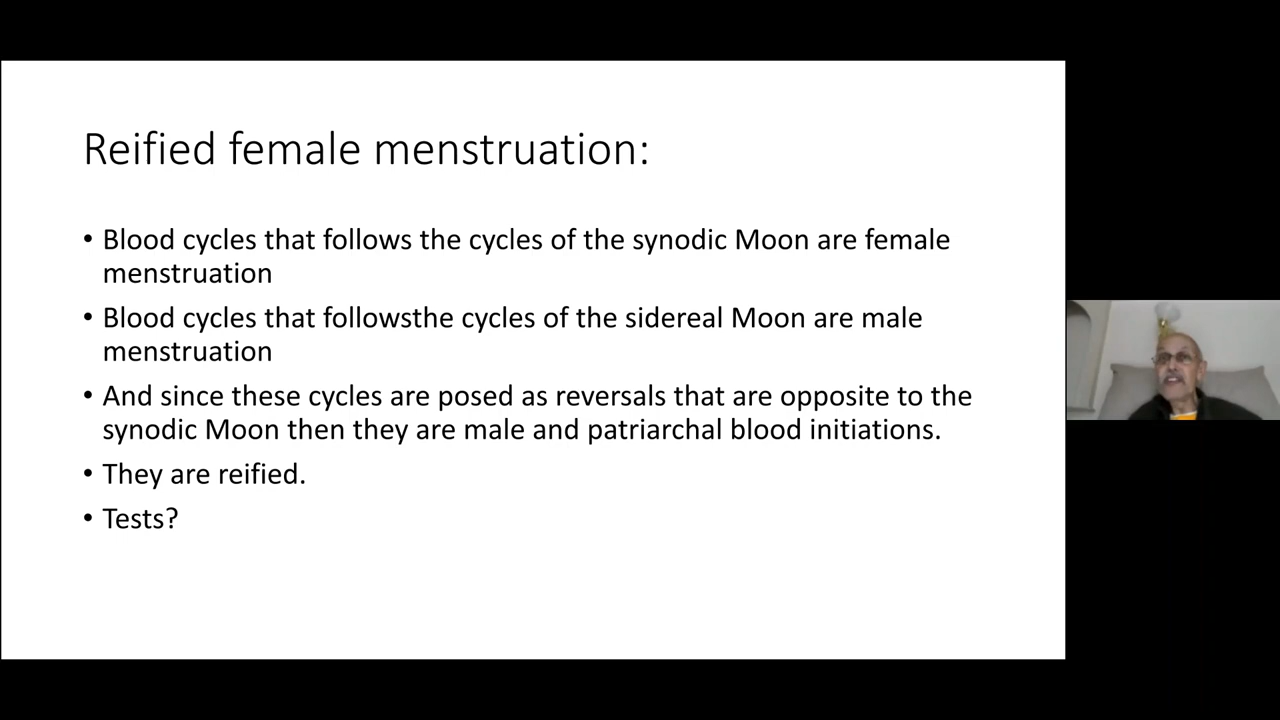 Reified female menstruation:
• Blood cycles that follows the cycles of the synodic Moon are female
menstruation
• Blood cycles that followsthe cycles of the sidereal Moon are male
menstruation
• And since these cycles are posed as reversals that are opposite to the
synodic Moon then they are male and patriarchal blood initiations.
• They are reified.
• Tests?